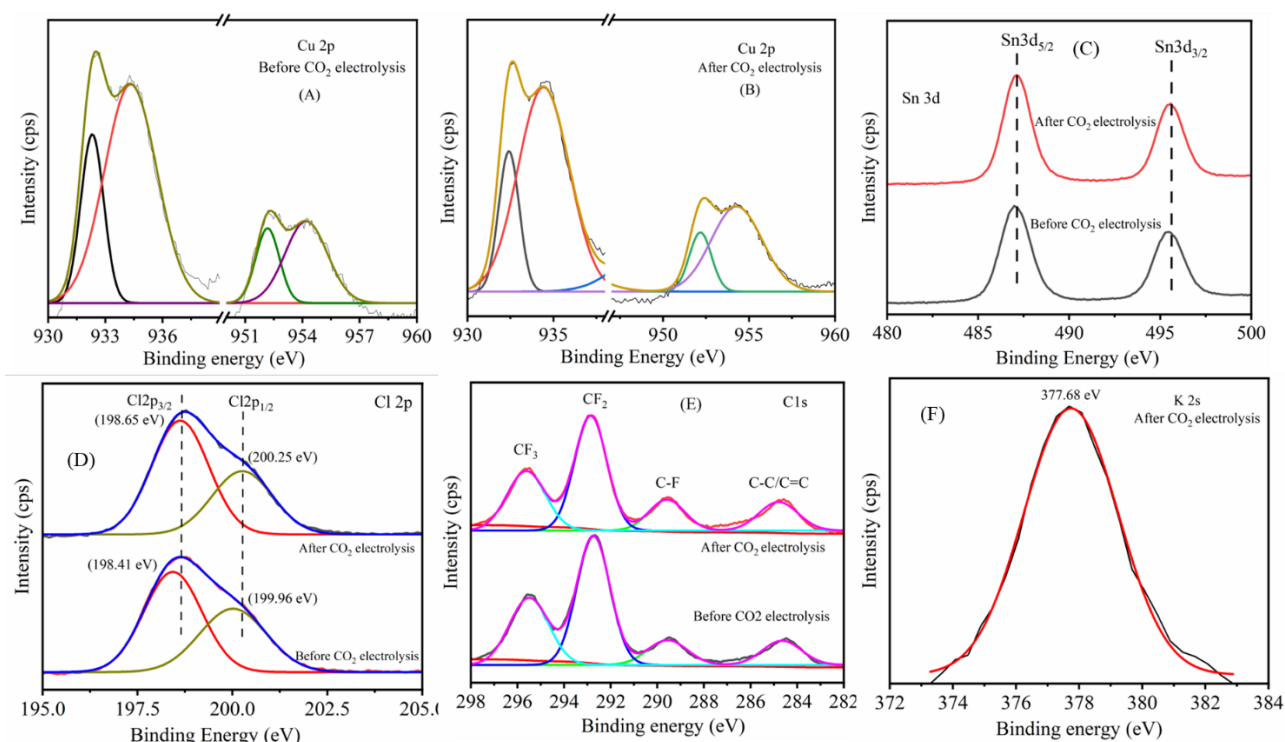 Cu 2p
Before CO₂ electrolysis
(A)
Intensity (cps)
930 933 936 950 952 954 957 960
Binding energy (eV)
Cu 2p
After CO₂ electrolysis
(B)
Intensity (cps)
930 935 950 955 960
Binding Energy (eV)
Sn3d5/2 Sn3d3/2 (C)
Sn 3d
After CO₂ electrolysis
Before CO₂ electrolysis
Intensity (cps)
480 485 490 495 500
Binding Energy (eV)
Cl2p3/2 Cl2p1/2 Cl 2p
(198.65 eV)
(D)
(200.25 eV)
After CO₂ electrolysis
(198.41 eV)
(199.96 eV)
Before CO₂ electrolysis
Intensity (cps)
195.0 197.5 200.0 202.5 205.0
Binding Energy (eV)
CF₂ (E) C1s
CF₃
C-F C-C/C=C
After CO₂ electrolysis
Before CO2 electrolysis
Intensity (cps)
298 296 294 292 290 288 286 284 282
Binding energy (eV)
377.68 eV
K 2s (F)
After CO₂ electrolysis
Intensity (cps)
372 374 376 378 380 382 384
Binding energy (eV)